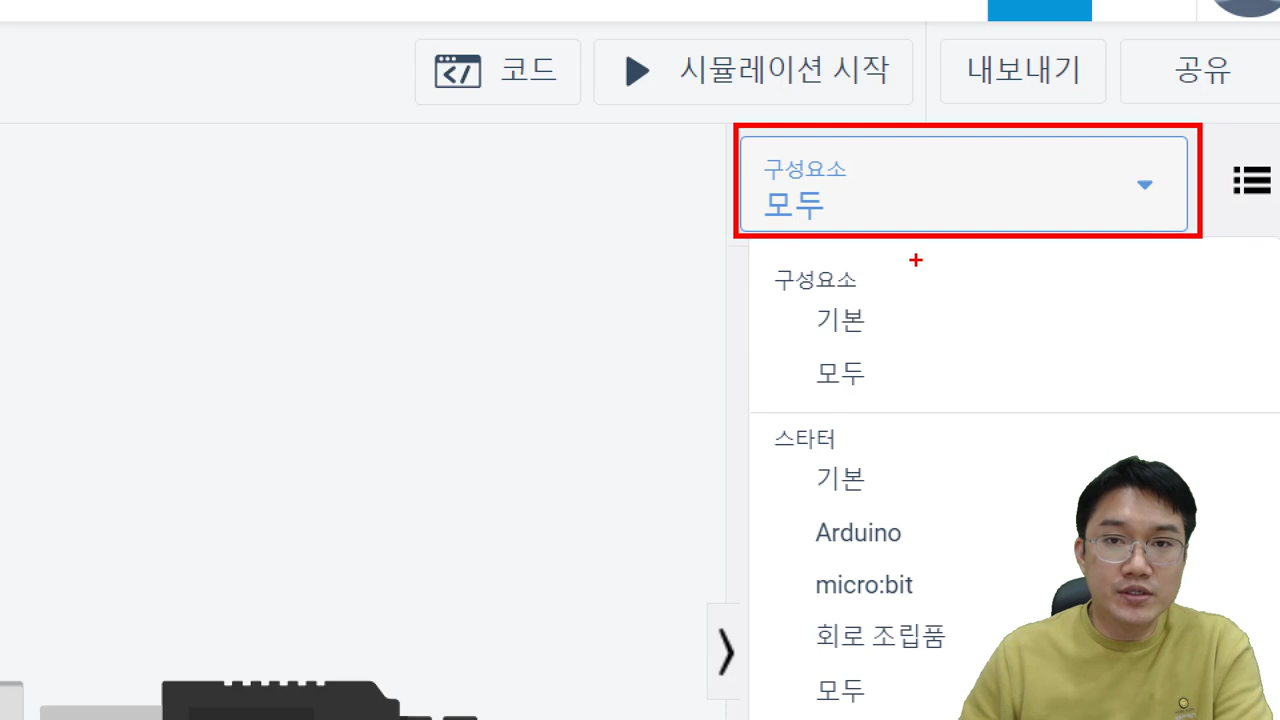 코드
시뮬레이션 시작
내보내기
공유
구성요소
모두
구성요소
기본
모두
스타터
기본
Arduino
micro:bit
회로 조립품
모두